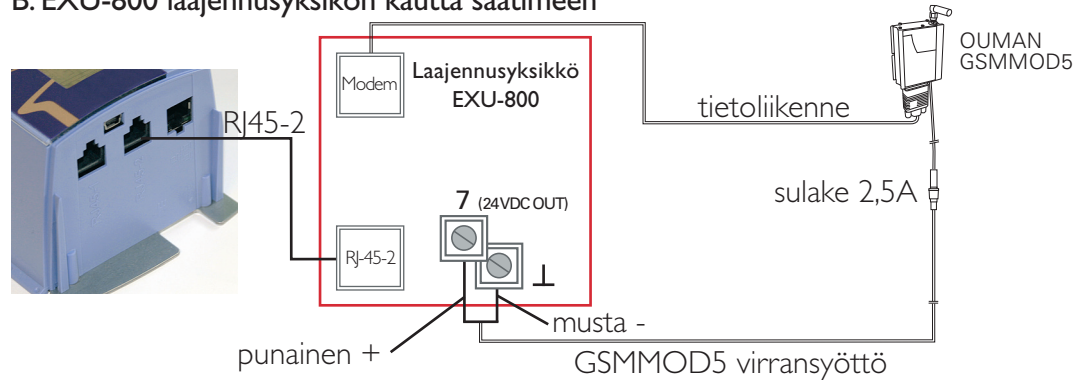 B. EXU-800 laajennusyksikön kautta säätimeen
OUMAN
GSMMOD5
Modem
Laajennusyksikkö
EXU-800
tietoliikenne
RJ45-2
sulake 2,5A
7 (24VDC OUT)
RJ-45-2
musta -
punainen +
GSMMOD5 virransyöttö